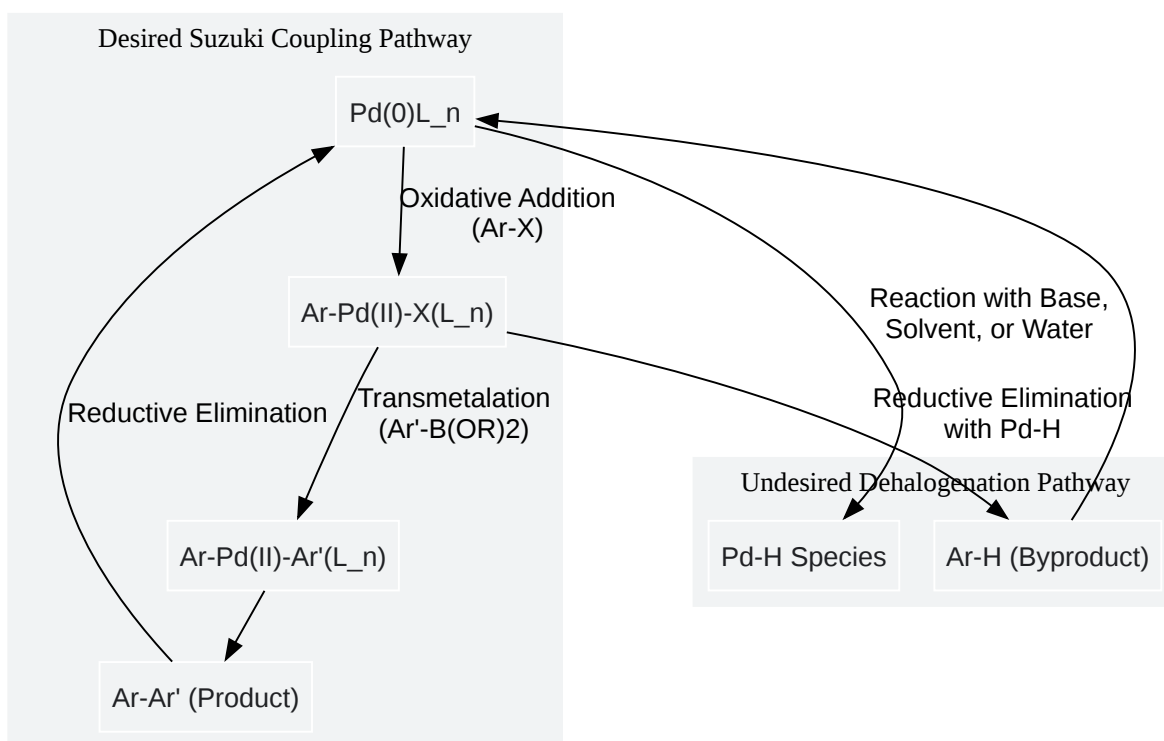 Desired Suzuki Coupling Pathway
Pd(0)L_n
Oxidative Addition
(Ar-X)
Ar-Pd(II)-X(L_n)
Reductive Elimination
Transmetalation
(Ar'-B(OR)2)
Ar-Pd(II)-Ar'(L_n)
Ar-Ar' (Product)
Reaction with Base,
Solvent, or Water
Reductive Elimination
with Pd-H
Undesired Dehalogenation Pathway
Pd-H Species
Ar-H (Byproduct)